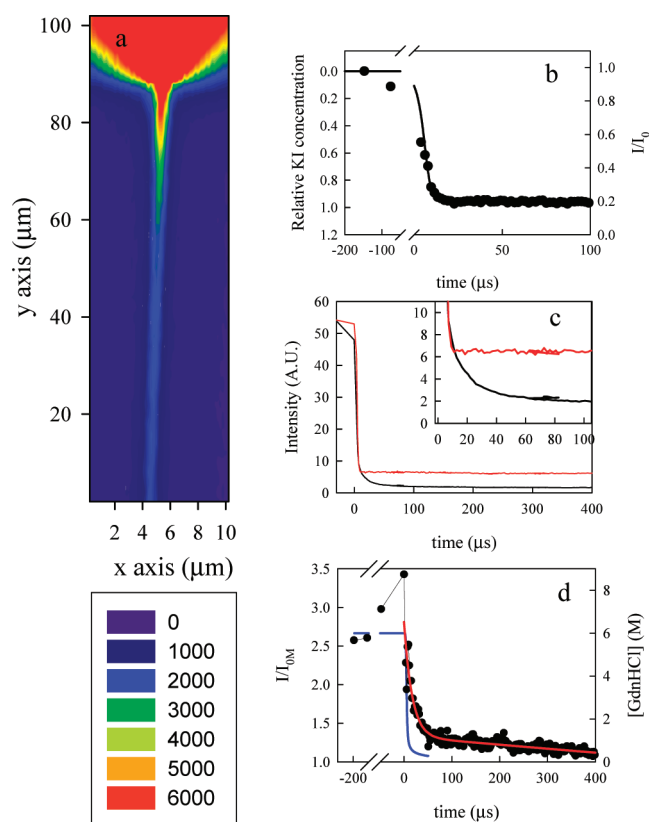 a
100
80
60
40
20
y axis (μm)
2 4 6 8 10
x axis (μm)
0
1000
2000
3000
4000
5000
6000
b
Relative KI concentration
0.0
0.2
0.4
0.6
0.8
1.0
1.2
I/I0
1.0
0.8
0.6
0.4
0.2
0.0
-200 -100 0 50 100
time (μs)
c
Intensity (A.U.)
60
50
40
30
20
10
0
10
8
6
4
2
0
0 20 40 60 80 100
0 100 200 300 400
time (μs)
d
I/I0M
3.5
3.0
2.5
2.0
1.5
1.0
[GdnHCl] (M)
8
6
4
2
0
-200 0 100 200 300 400
time (μs)